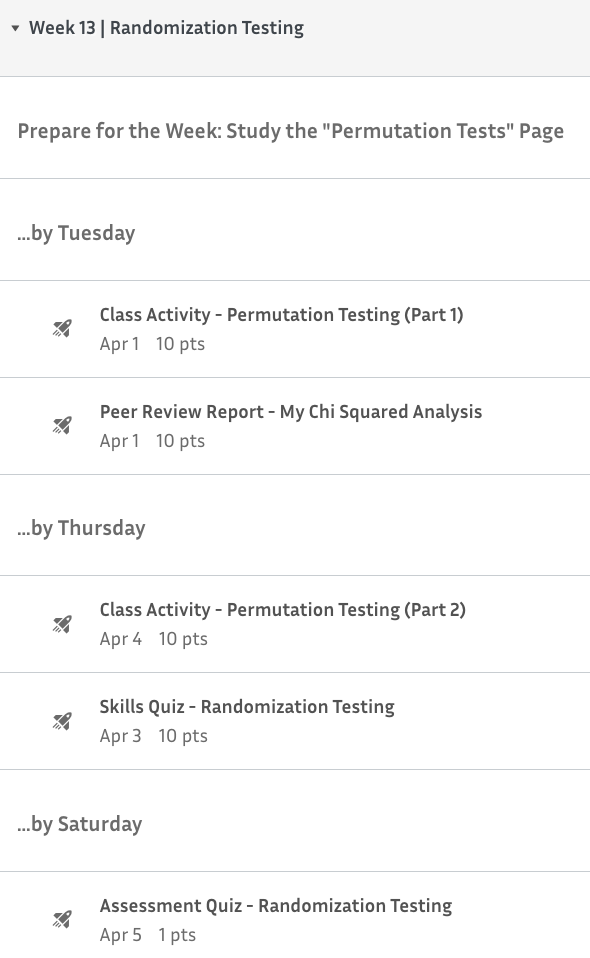 Week 13 | Randomization Testing
Prepare for the Week: Study the "Permutation Tests" Page
...by Tuesday
Class Activity - Permutation Testing (Part 1)
Apr 1 10 pts
Peer Review Report - My Chi Squared Analysis
Apr 1 10 pts
...by Thursday
Class Activity - Permutation Testing (Part 2)
Apr 4 10 pts
Skills Quiz - Randomization Testing
Apr 3 10 pts
...by Saturday
Assessment Quiz - Randomization Testing
Apr 5 1 pts